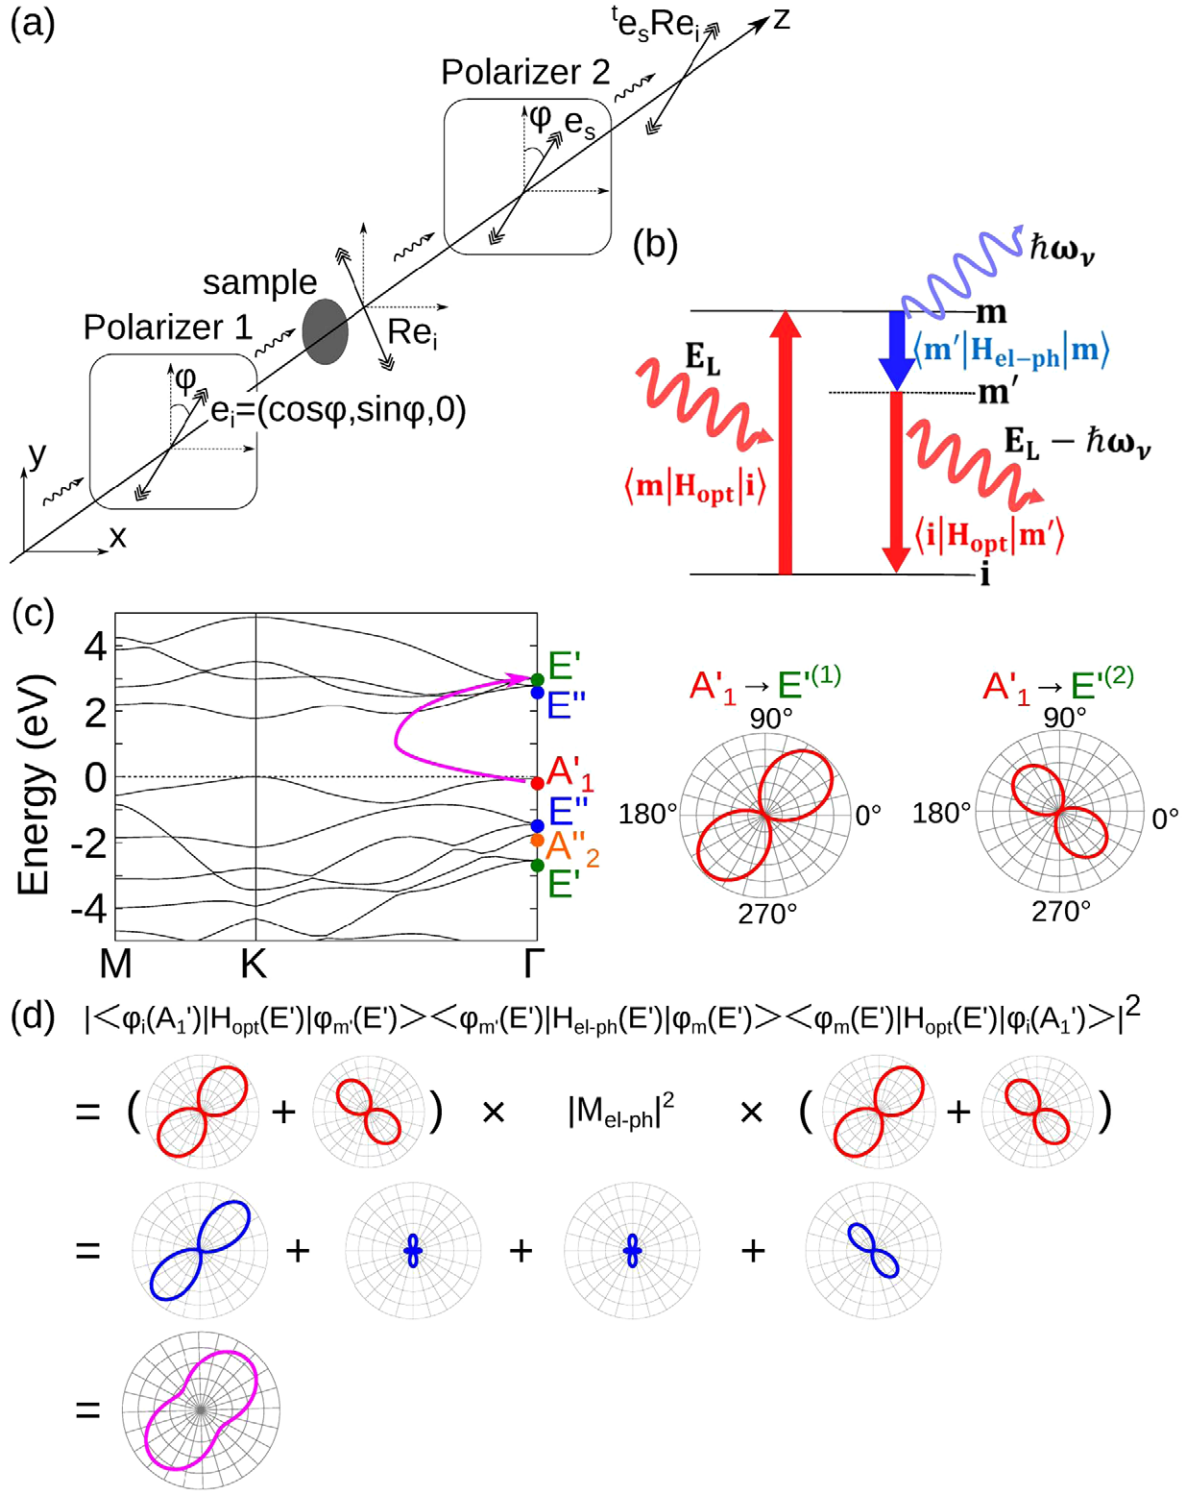 (a)
ᵗeₛReᵢ
z
Polarizer 2
φ
eₛ
sample
Reᵢ
Polarizer 1
φ
eᵢ=(cosφ,sinφ,0)
y
x
(b)
ħω_ν
m
⟨m′|H_el−ph|m⟩
E_L
m′
E_L − ħω_ν
⟨m|H_opt|i⟩
⟨i|H_opt|m′⟩
i
(c)
Energy (eV)
4
2
0
-2
-4
M
K
Γ
E'
E"
A'₁
E"
A"₂
E'
A'₁ → E'⁽¹⁾
90°
180°
0°
270°
A'₁ → E'⁽²⁾
90°
180°
0°
270°
(d)
|<φᵢ(A₁')|H_opt(E')|φ_m'(E')><φ_m'(E')|H_el-ph(E')|φ_m(E')><φ_m(E')|H_opt(E')|φᵢ(A₁')>|²
= ( + ) × |M_el-ph|² × ( + )
= + + +
=